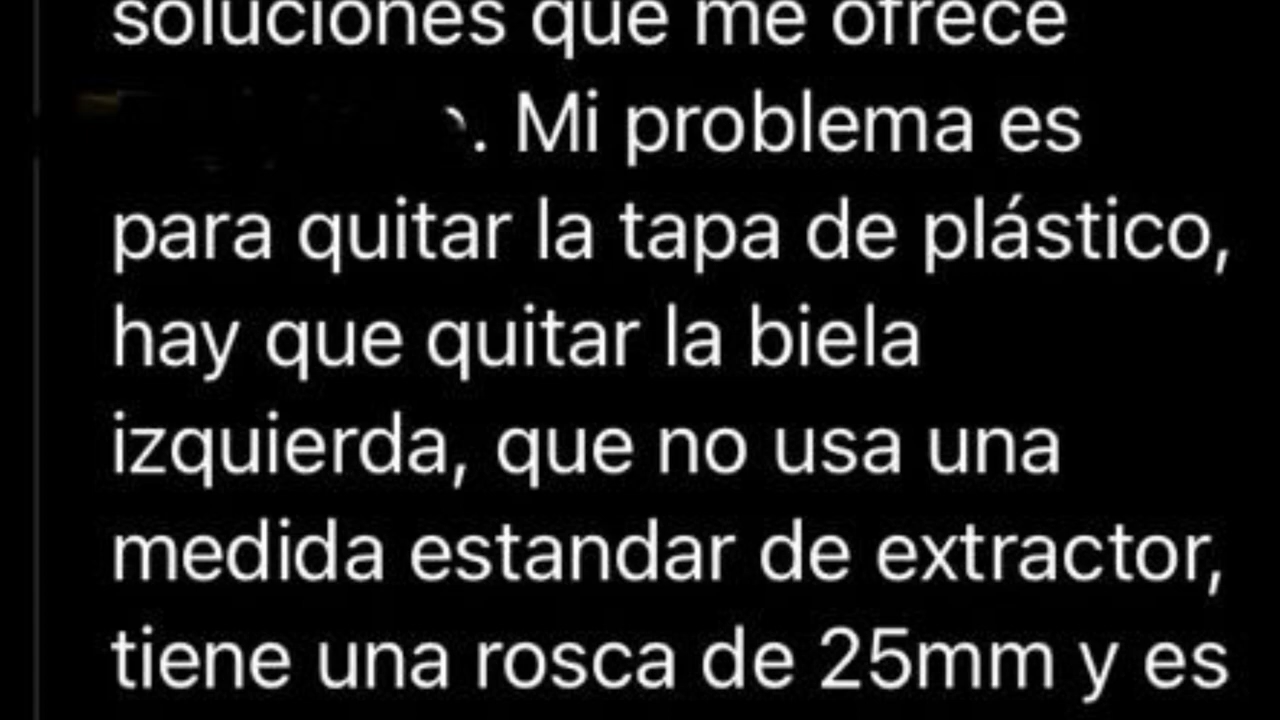 soluciones que me ofrece
. Mi problema es
para quitar la tapa de plástico,
hay que quitar la biela
izquierda, que no usa una
medida estandar de extractor,
tiene una rosca de 25mm y es